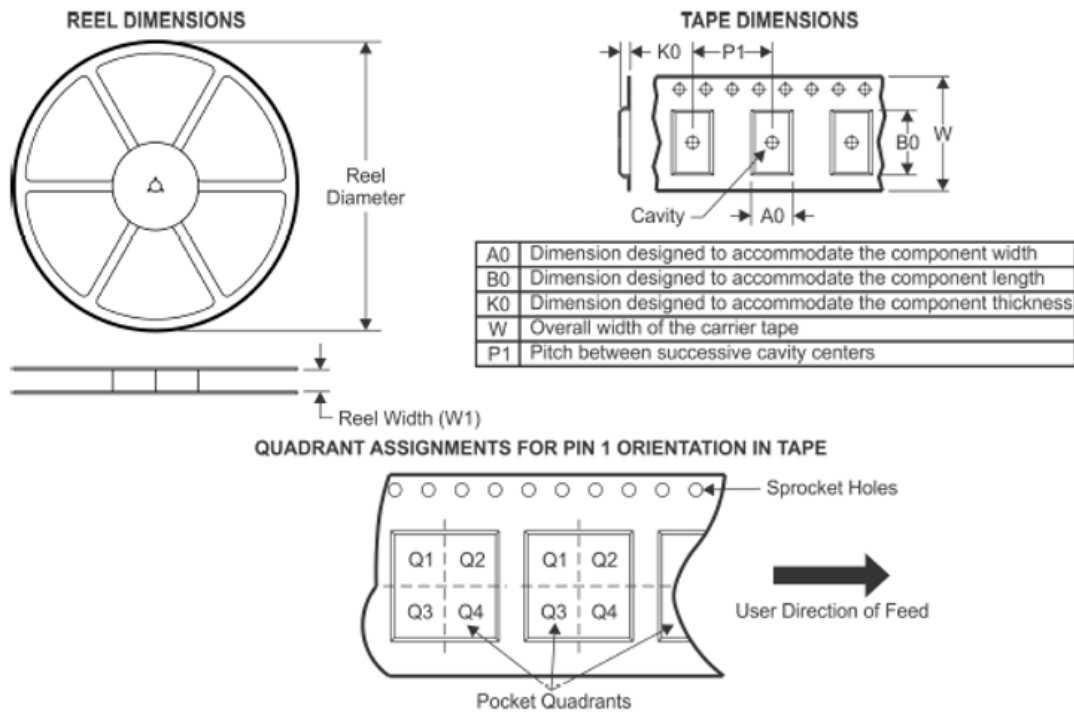 REEL DIMENSIONS
Reel
Diameter
Reel Width (W1)
TAPE DIMENSIONS
K0
P1
B0
W
Cavity
A0
A0 Dimension designed to accommodate the component width
B0 Dimension designed to accommodate the component length
K0 Dimension designed to accommodate the component thickness
W Overall width of the carrier tape
P1 Pitch between successive cavity centers
QUADRANT ASSIGNMENTS FOR PIN 1 ORIENTATION IN TAPE
Sprocket Holes
Q1 Q2 Q1 Q2
Q3 Q4 Q3 Q4
User Direction of Feed
Pocket Quadrants